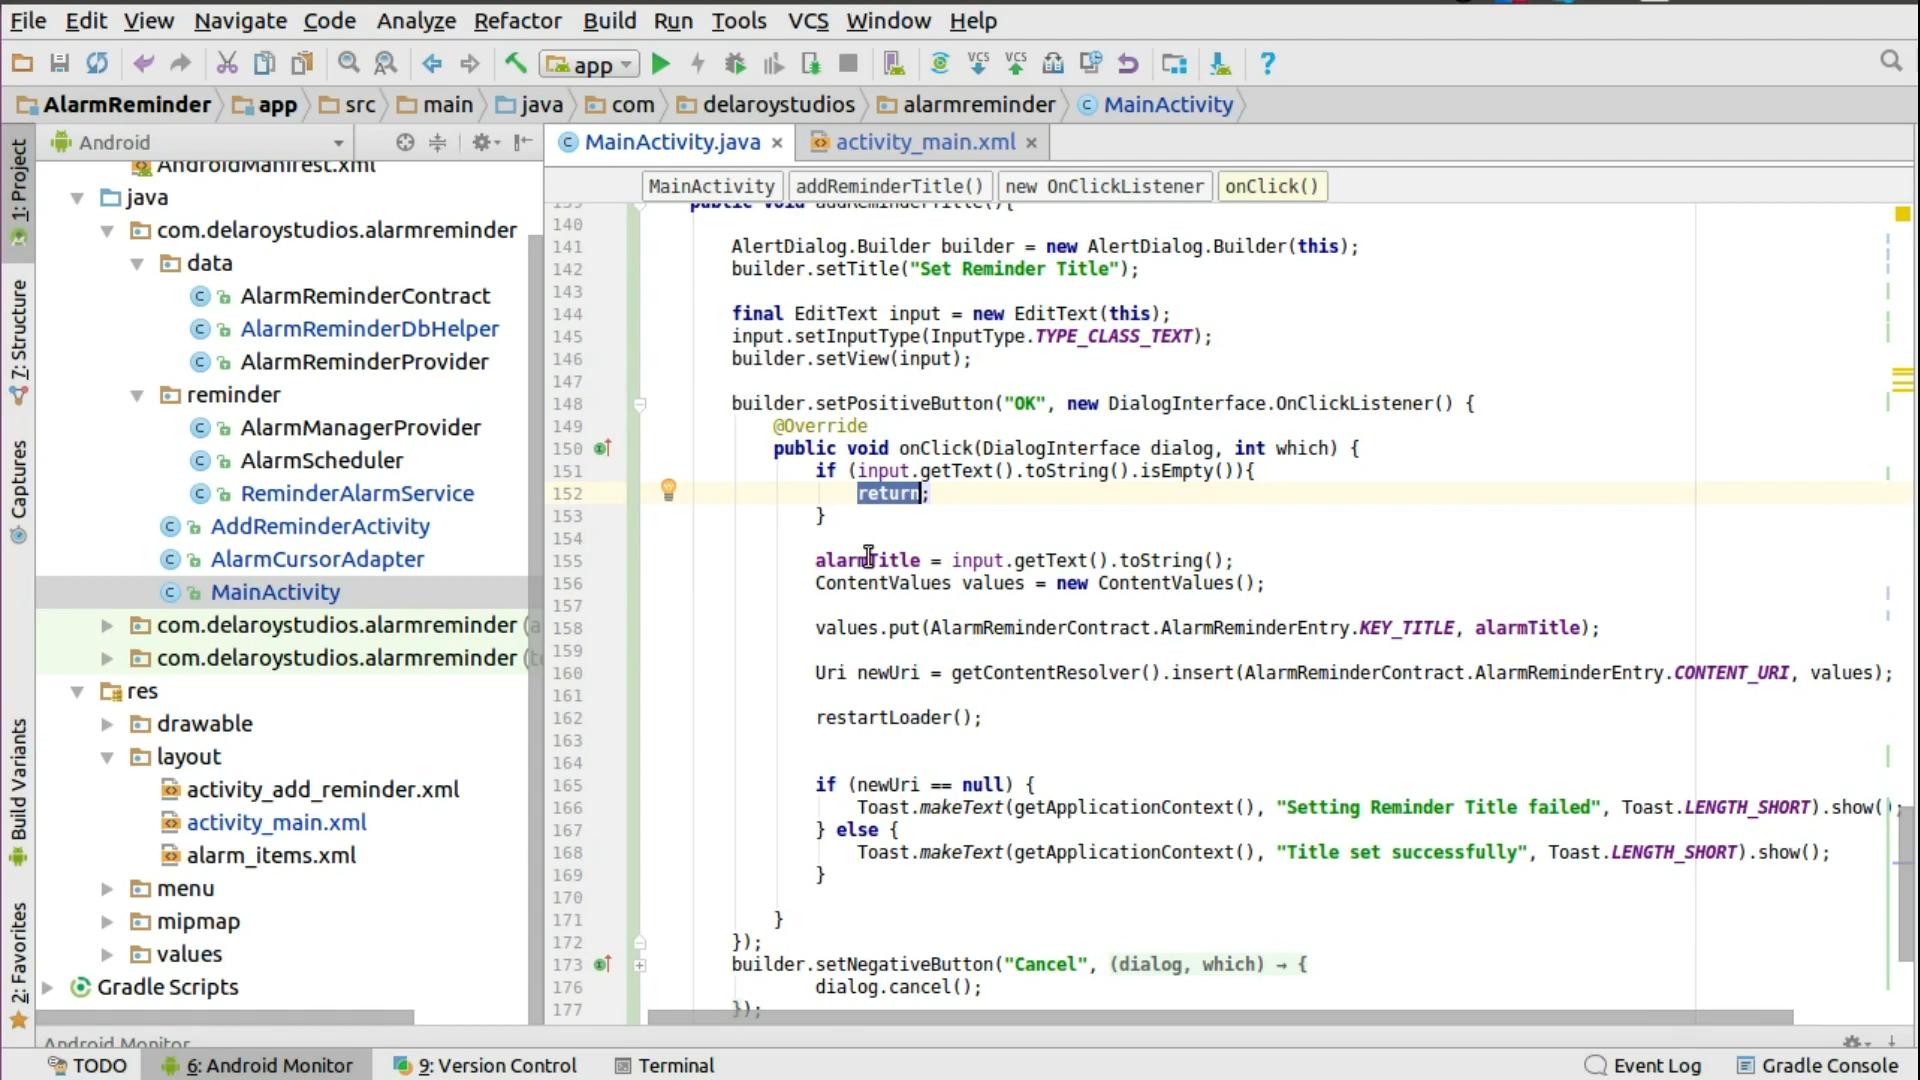 File Edit View Navigate Code Analyze Refactor Build Run Tools VCS Window Help
app VCS VCS ?
AlarmReminder app src main java com delaroystudios alarmreminder MainActivity
Android
MainActivity.java activity_main.xml
MainActivity addReminderTitle() new OnClickListener onClick()
1: Project
7: Structure
Captures
Build Variants
2: Favorites
AndroidManifest.xml
java
com.delaroystudios.alarmreminder
data
AlarmReminderContract
AlarmReminderDbHelper
AlarmReminderProvider
reminder
AlarmManagerProvider
AlarmScheduler
ReminderAlarmService
AddReminderActivity
AlarmCursorAdapter
MainActivity
com.delaroystudios.alarmreminder (a
com.delaroystudios.alarmreminder (te
res
drawable
layout
activity_add_reminder.xml
activity_main.xml
alarm_items.xml
menu
mipmap
values
Gradle Scripts
139 public void addReminderTitle(){
140
141 AlertDialog.Builder builder = new AlertDialog.Builder(this);
142 builder.setTitle("Set Reminder Title");
143
144 final EditText input = new EditText(this);
145 input.setInputType(InputType.TYPE_CLASS_TEXT);
146 builder.setView(input);
147
148 builder.setPositiveButton("OK", new DialogInterface.OnClickListener() {
149 @Override
150 public void onClick(DialogInterface dialog, int which) {
151 if (input.getText().toString().isEmpty()){
152 return;
153 }
154
155 alarmTitle = input.getText().toString();
156 ContentValues values = new ContentValues();
157
158 values.put(AlarmReminderContract.AlarmReminderEntry.KEY_TITLE, alarmTitle);
159
160 Uri newUri = getContentResolver().insert(AlarmReminderContract.AlarmReminderEntry.CONTENT_URI, values);
161
162 restartLoader();
163
164
165 if (newUri == null) {
166 Toast.makeText(getApplicationContext(), "Setting Reminder Title failed", Toast.LENGTH_SHORT).show();
167 } else {
168 Toast.makeText(getApplicationContext(), "Title set successfully", Toast.LENGTH_SHORT).show();
169 }
170
171 }
172 });
173 builder.setNegativeButton("Cancel", (dialog, which) → {
176 dialog.cancel();
177 });
Android Monitor
TODO 6: Android Monitor 9: Version Control Terminal Event Log Gradle Console